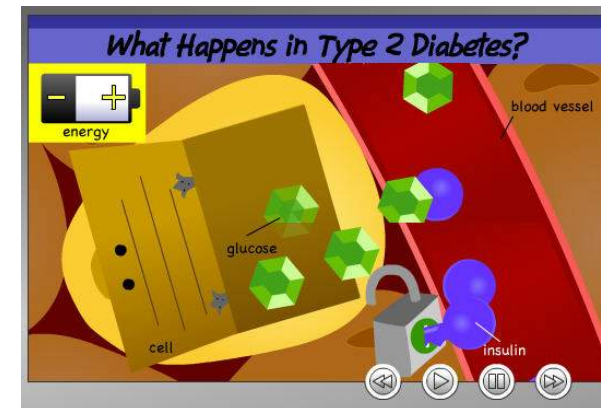 What Happens in Type 2 Diabetes?
energy
blood vessel
glucose
cell
insulin